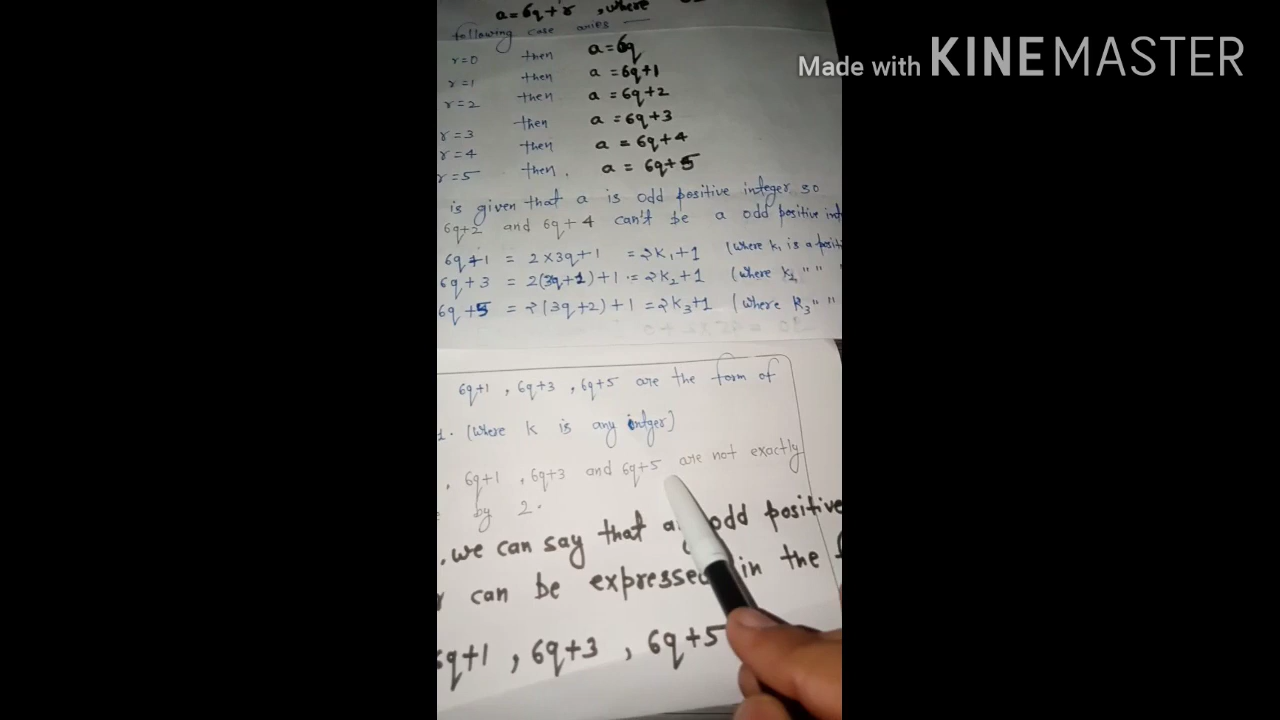 a = 6q + r , where
following case aries —
r=0 then a = 6q
r=1 then a = 6q+1
r=2 then a = 6q+2
r=3 then a = 6q+3
r=4 then a = 6q+4
r=5 then. a = 6q+5
is given that a is odd positive integer so
6q+2 and 6q+4 can't be a odd positive
6q+1 = 2×3q+1 = 2k₁+1 (where k₁ is a
6q+3 = 2(3q+1)+1 = 2k₂+1 (where k₂ " "
6q+5 = 2(3q+2)+1 = 2k₃+1 (where k₃ " "
6q+1 , 6q+3 , 6q+5 are the form of
1. (where k is any intger)
, 6q+1 , 6q+3 and 6q+5 are not exactly
by 2.
. we can say that odd positive
can be expressed in the
6q+1 , 6q+3 , 6q+5
Made with KINEMASTER